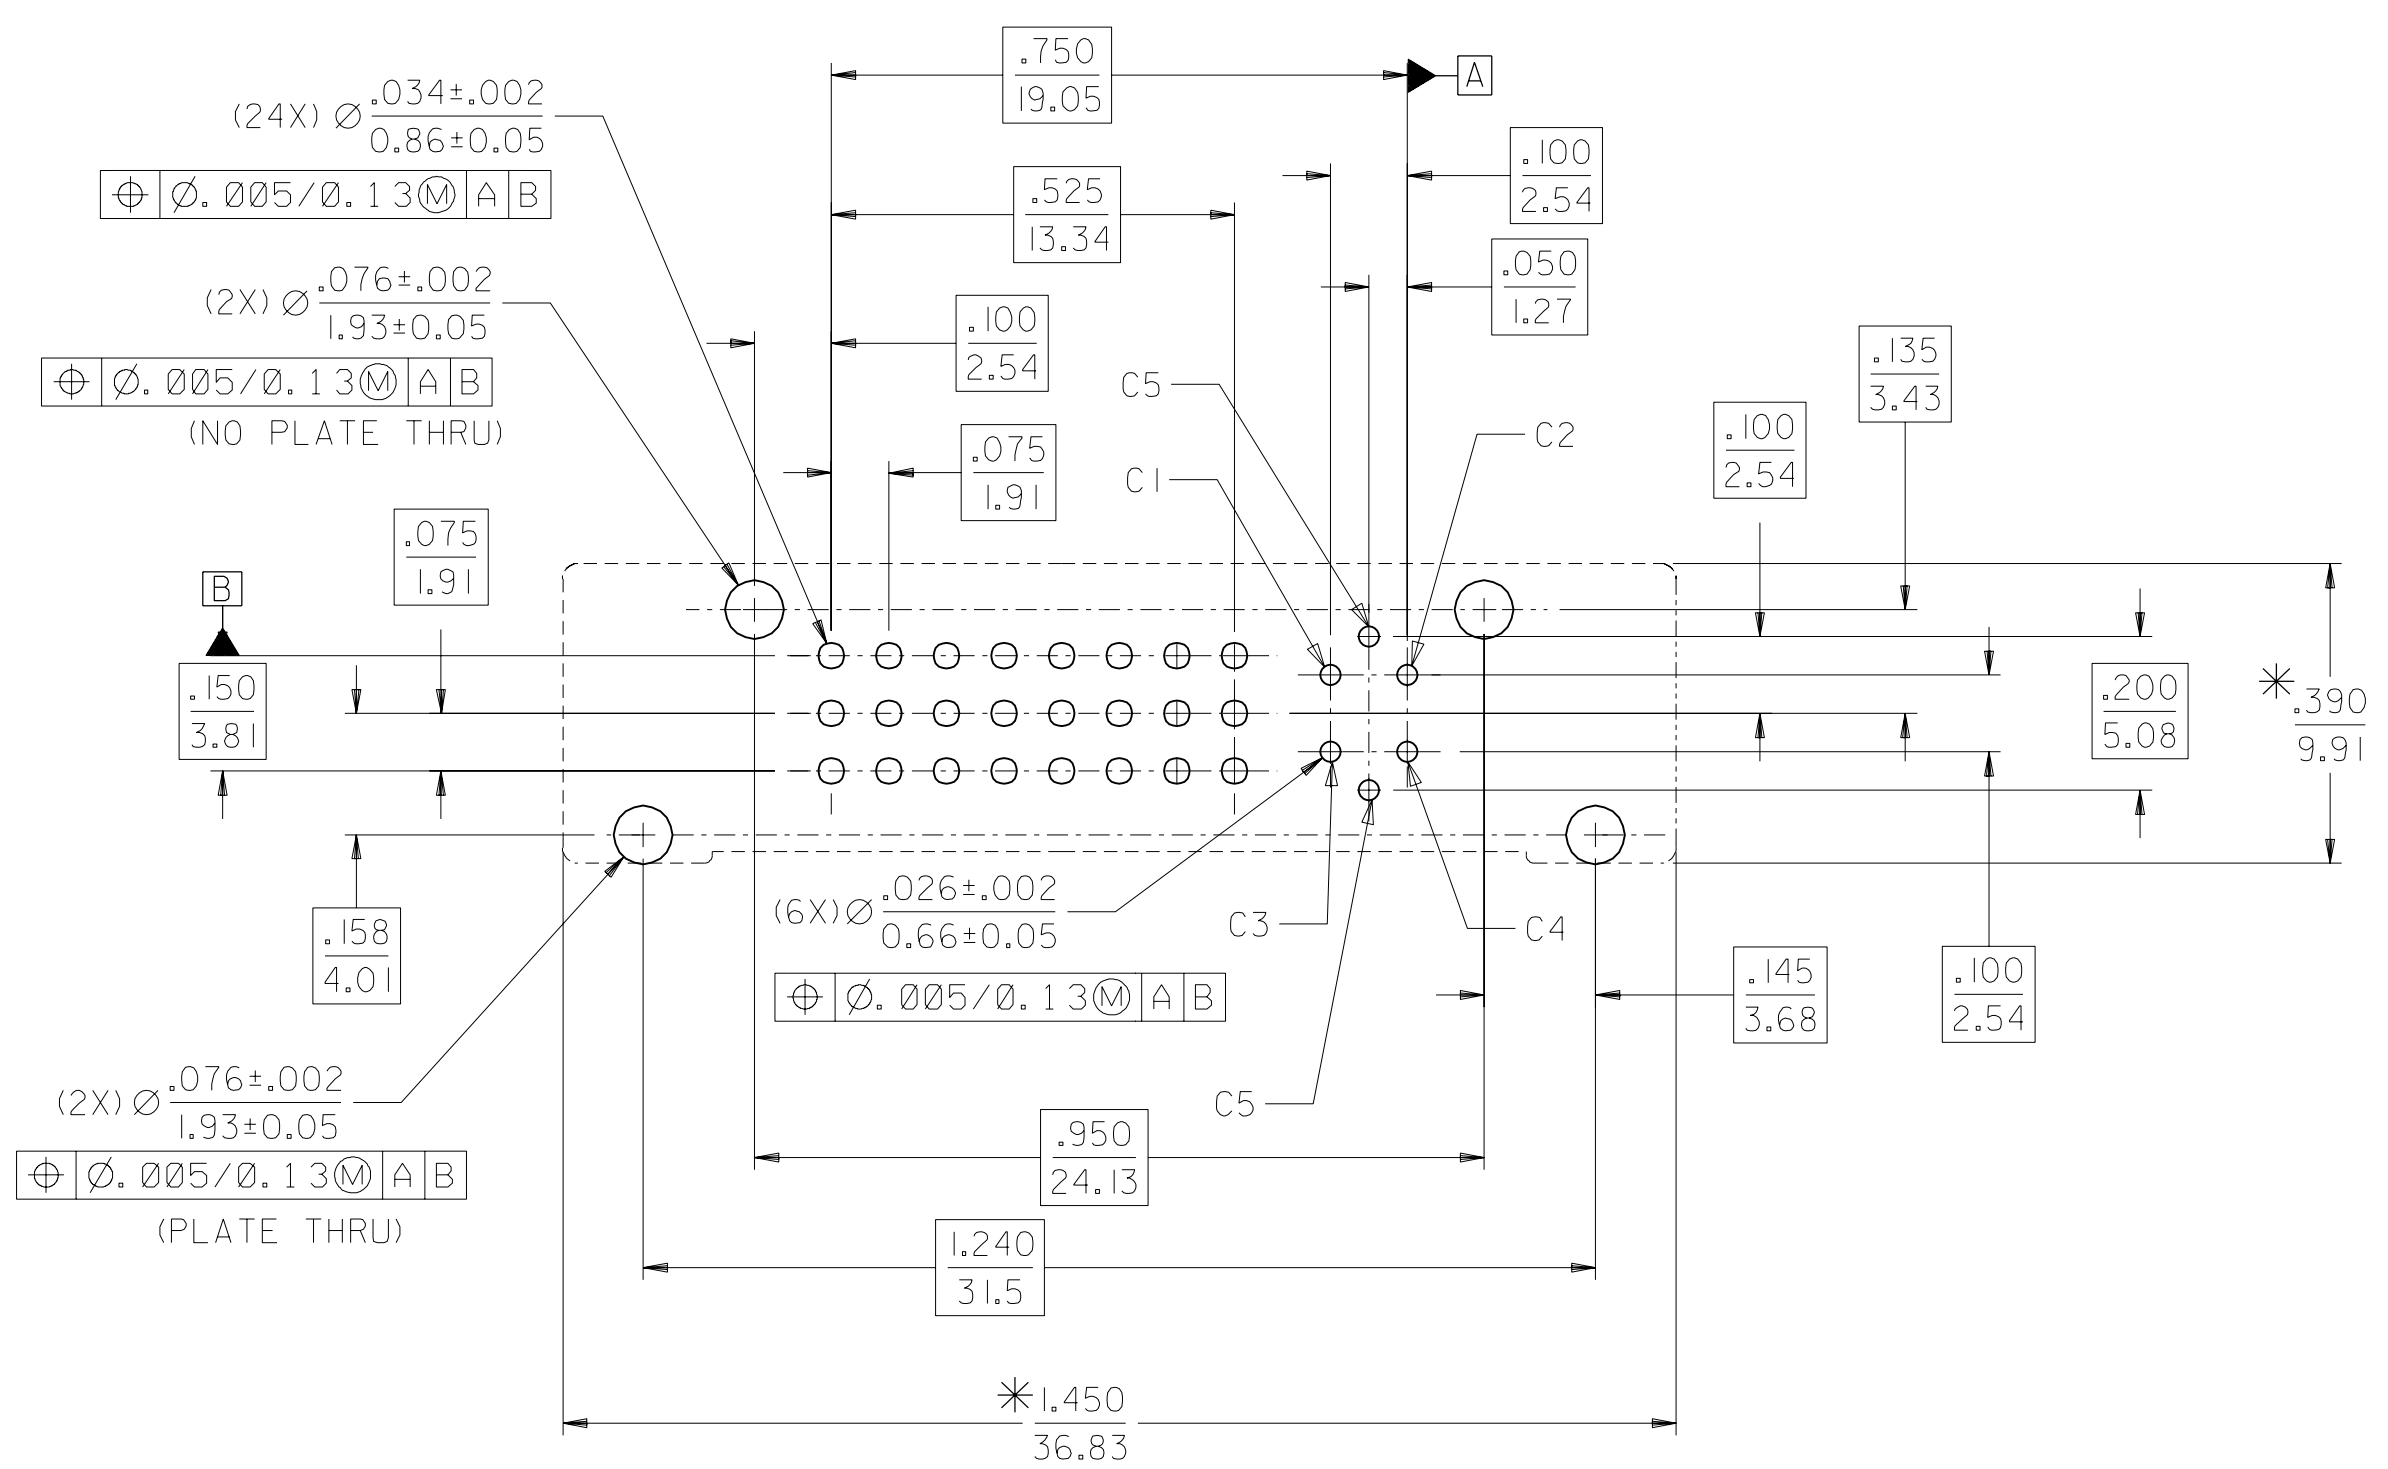 .750
19.05
A
(24X) Ø .034±.002
0.86±0.05
⌖ Ø.005/0.13Ⓜ A B
.100
2.54
.525
13.34
.050
1.27
(2X) Ø .076±.002
1.93±0.05
⌖ Ø.005/0.13Ⓜ A B
(NO PLATE THRU)
.100
2.54
.135
3.43
C5
C2
.100
2.54
.075
1.91
C1
.075
1.91
B
.150
3.81
.200
5.08
*.390
9.91
(6X) Ø .026±.002
0.66±0.05
⌖ Ø.005/0.13Ⓜ A B
C3
C4
.158
4.01
.145
3.68
.100
2.54
C5
(2X) Ø .076±.002
1.93±0.05
⌖ Ø.005/0.13Ⓜ A B
(PLATE THRU)
.950
24.13
1.240
31.5
*1.450
36.83